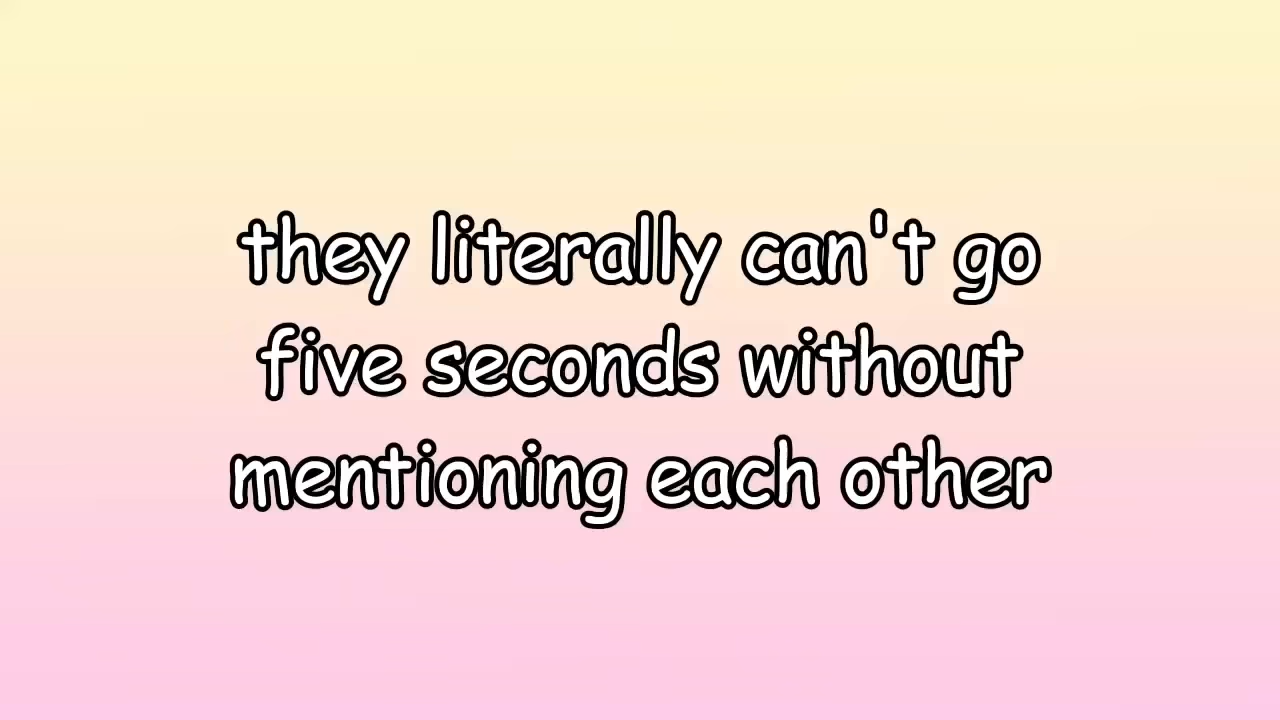 they literally can't go
five seconds without
mentioning each other